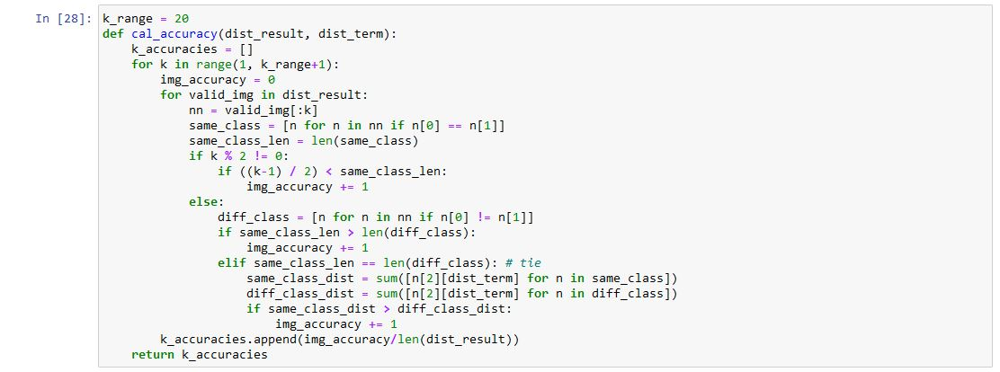 In [28]: k_range = 20
def cal_accuracy(dist_result, dist_term):
    k_accuracies = []
    for k in range(1, k_range+1):
        img_accuracy = 0
        for valid_img in dist_result:
            nn = valid_img[:k]
            same_class = [n for n in nn if n[0] == n[1]]
            same_class_len = len(same_class)
            if k % 2 != 0:
                if ((k-1) / 2) < same_class_len:
                    img_accuracy += 1
            else:
                diff_class = [n for n in nn if n[0] != n[1]]
                if same_class_len > len(diff_class):
                    img_accuracy += 1
                elif same_class_len == len(diff_class): # tie
                    same_class_dist = sum([n[2][dist_term] for n in same_class])
                    diff_class_dist = sum([n[2][dist_term] for n in diff_class])
                    if same_class_dist > diff_class_dist:
                        img_accuracy += 1
        k_accuracies.append(img_accuracy/len(dist_result))
    return k_accuracies